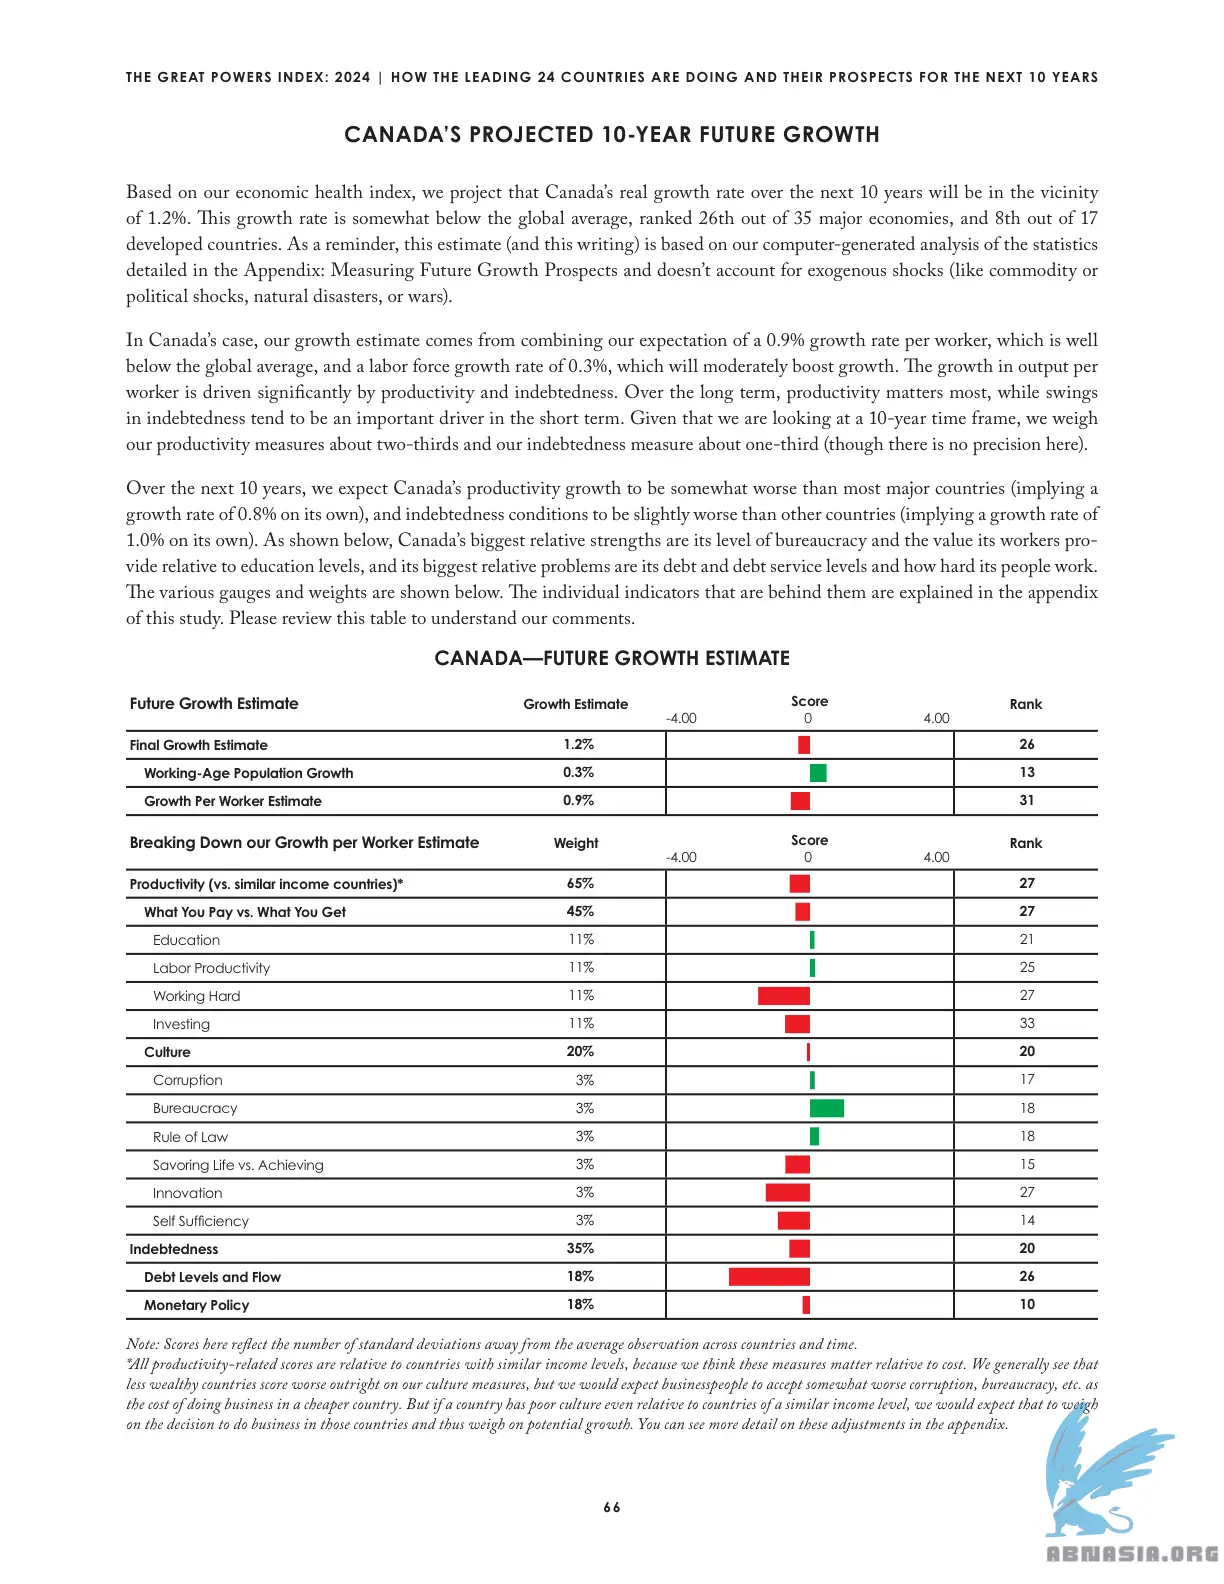 THE GREAT POWERS INDEX: 2024 | HOW THE LEADING 24 COUNTRIES ARE DOING AND THEIR PROSPECTS FOR THE NEXT 10 YEARS
CANADA’S PROJECTED 10-YEAR FUTURE GROWTH
Based on our economic health index, we project that Canada’s real growth rate over the next 10 years will be in the vicinity
of 1.2%. This growth rate is somewhat below the global average, ranked 26th out of 35 major economies, and 8th out of 17
developed countries. As a reminder, this estimate (and this writing) is based on our computer-generated analysis of the statistics
detailed in the Appendix: Measuring Future Growth Prospects and doesn’t account for exogenous shocks (like commodity or
political shocks, natural disasters, or wars).
In Canada’s case, our growth estimate comes from combining our expectation of a 0.9% growth rate per worker, which is well
below the global average, and a labor force growth rate of 0.3%, which will moderately boost growth. The growth in output per
worker is driven significantly by productivity and indebtedness. Over the long term, productivity matters most, while swings
in indebtedness tend to be an important driver in the short term. Given that we are looking at a 10-year time frame, we weigh
our productivity measures about two-thirds and our indebtedness measure about one-third (though there is no precision here).
Over the next 10 years, we expect Canada’s productivity growth to be somewhat worse than most major countries (implying a
growth rate of 0.8% on its own), and indebtedness conditions to be slightly worse than other countries (implying a growth rate of
1.0% on its own). As shown below, Canada’s biggest relative strengths are its level of bureaucracy and the value its workers pro-
vide relative to education levels, and its biggest relative problems are its debt and debt service levels and how hard its people work.
The various gauges and weights are shown below. The individual indicators that are behind them are explained in the appendix
of this study. Please review this table to understand our comments.
CANADA—FUTURE GROWTH ESTIMATE
Future Growth Estimate Growth Estimate Score Rank
-4.00 0 4.00
Final Growth Estimate 1.2% 26
Working-Age Population Growth 0.3% 13
Growth Per Worker Estimate 0.9% 31
Breaking Down our Growth per Worker Estimate Weight Score Rank
-4.00 0 4.00
Productivity (vs. similar income countries)* 65% 27
What You Pay vs. What You Get 45% 27
Education 11% 21
Labor Productivity 11% 25
Working Hard 11% 27
Investing 11% 33
Culture 20% 20
Corruption 3% 17
Bureaucracy 3% 18
Rule of Law 3% 18
Savoring Life vs. Achieving 3% 15
Innovation 3% 27
Self Sufficiency 3% 14
Indebtedness 35% 20
Debt Levels and Flow 18% 26
Monetary Policy 18% 10
Note: Scores here reflect the number of standard deviations away from the average observation across countries and time.
*All productivity-related scores are relative to countries with similar income levels, because we think these measures matter relative to cost. We generally see that
less wealthy countries score worse outright on our culture measures, but we would expect businesspeople to accept somewhat worse corruption, bureaucracy, etc. as
the cost of doing business in a cheaper country. But if a country has poor culture even relative to countries of a similar income level, we would expect that to weigh
on the decision to do business in those countries and thus weigh on potential growth. You can see more detail on these adjustments in the appendix.
66
ABNASIA.ORG